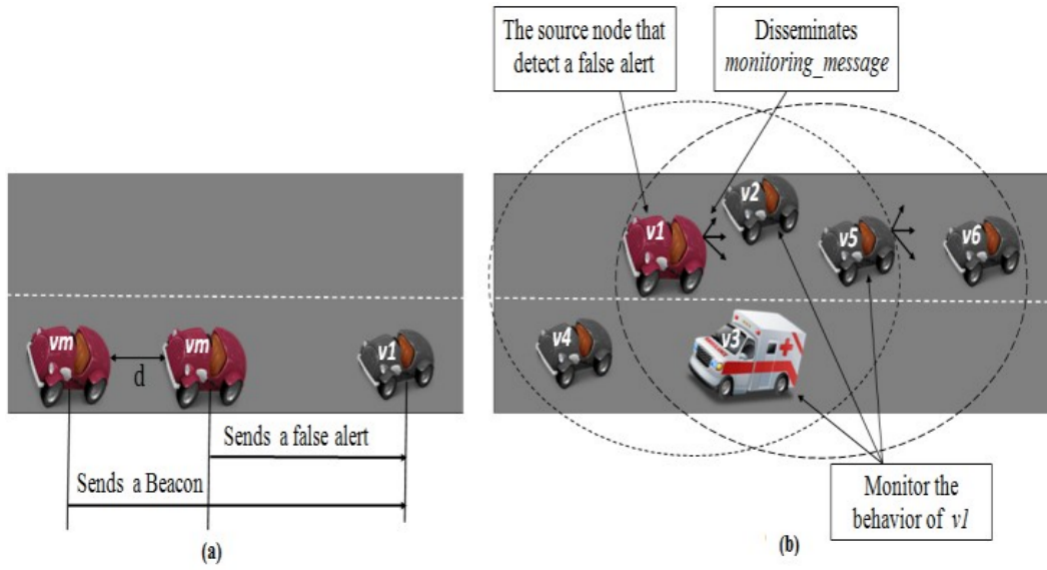 The source node that
detect a false alert
Disseminates
monitoring_message
v2
v1
v5
v6
v4
v3
vm
vm
v1
d
Sends a false alert
Sends a Beacon
Monitor the
behavior of v1
(a)
(b)